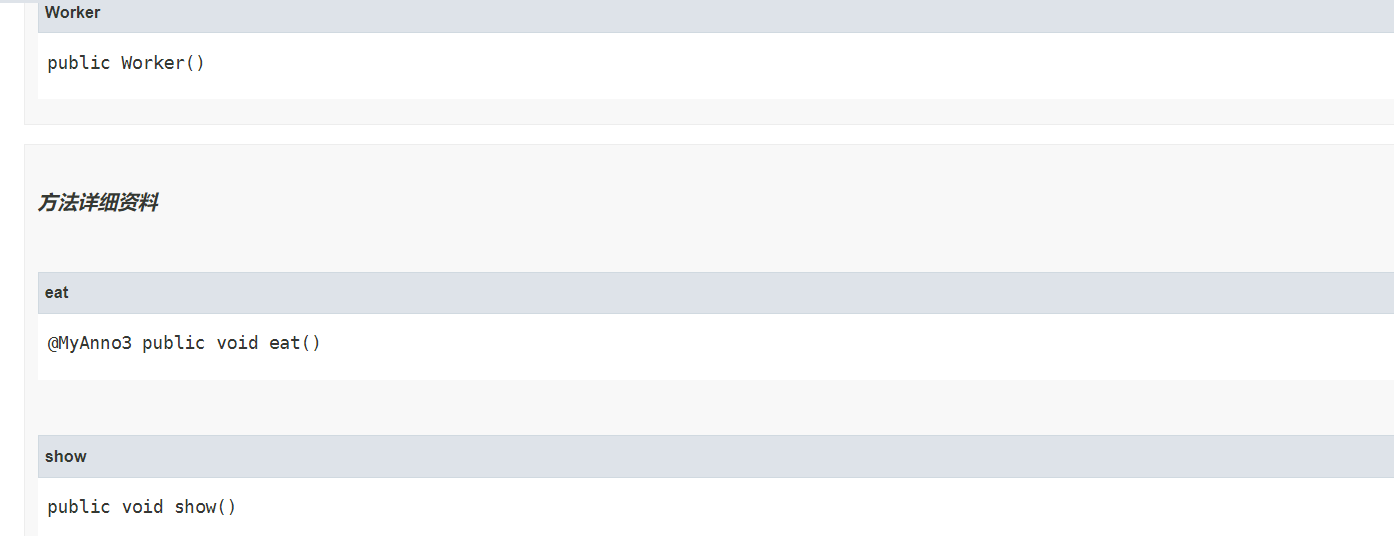 Worker
public Worker()
方法详细资料
eat
@MyAnno3 public void eat()
show
public void show()